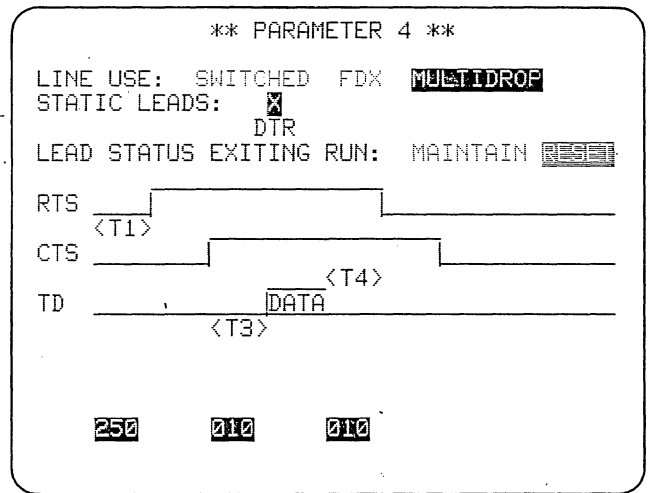 ** PARAMETER 4 **
LINE USE: SWITCHED FDX MULTIDROP
STATIC LEADS: X
DTR
LEAD STATUS EXITING RUN: MAINTAIN RESET
RTS
<T1>
CTS
<T4>
TD DATA
<T3>
250 010 010